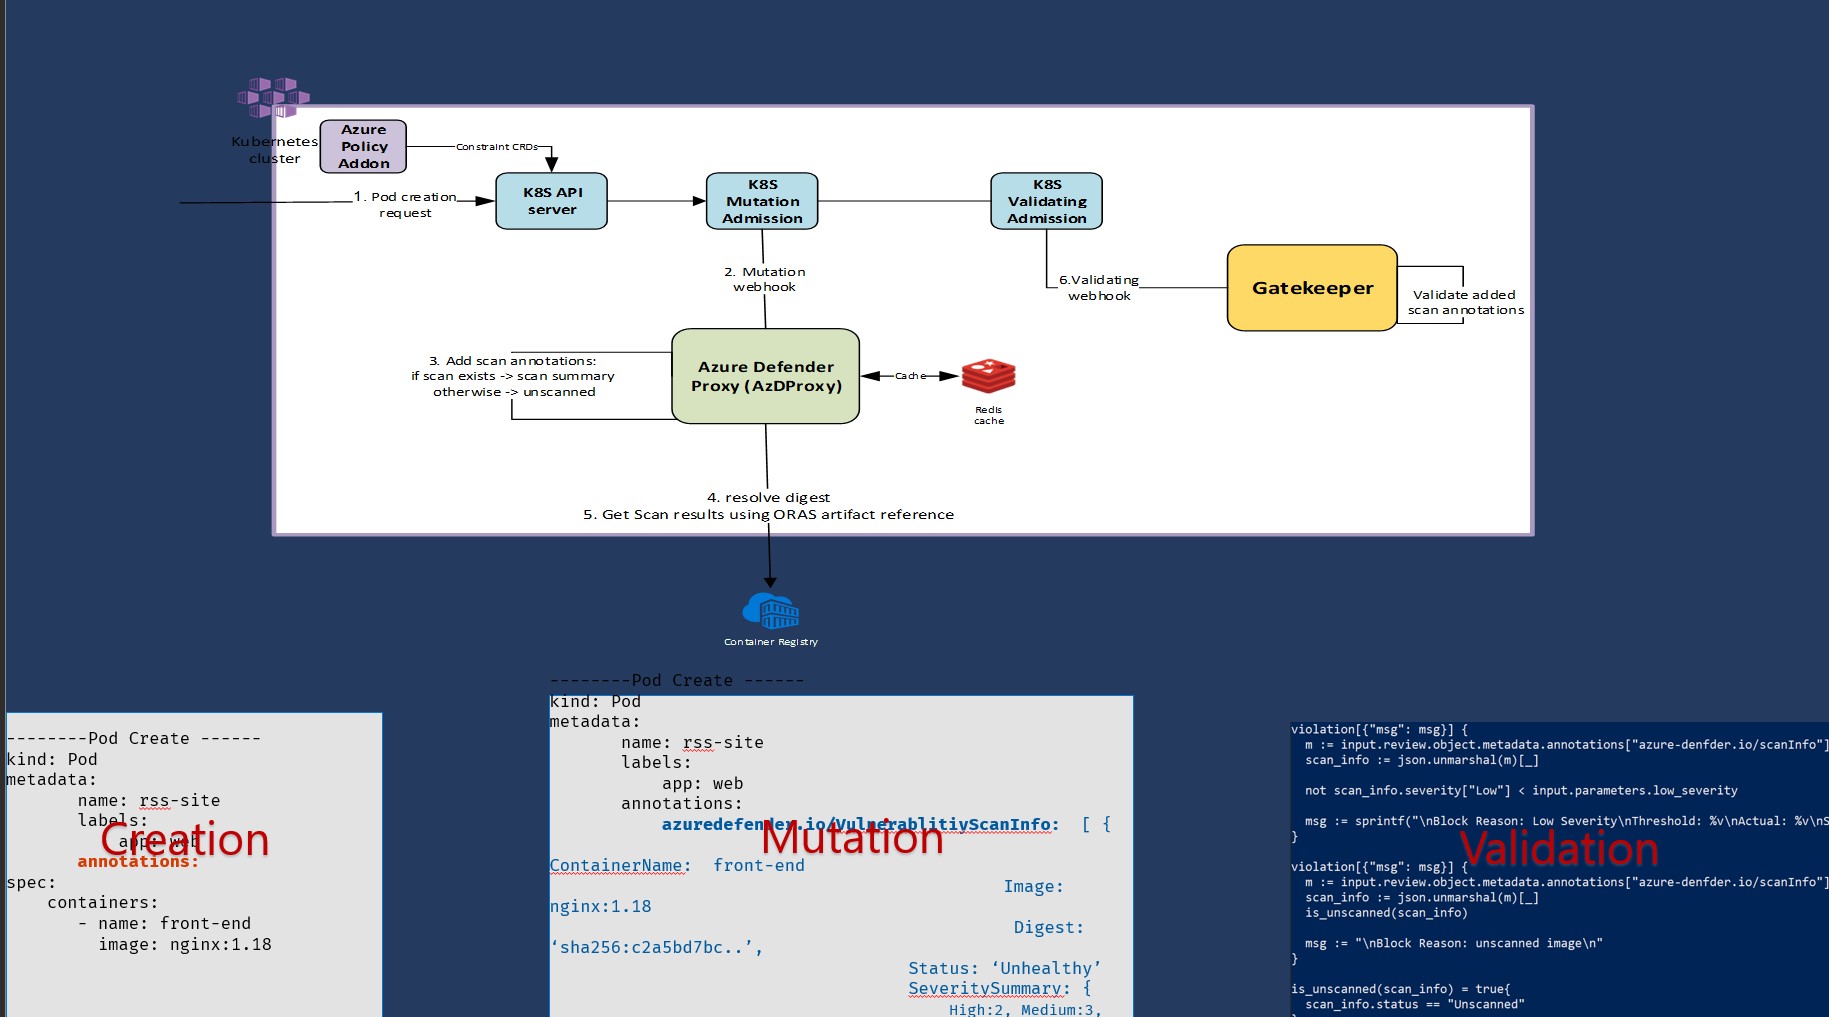 Kubernetes
cluster
Azure
Policy
Addon
Constraint CRDs
1. Pod creation
request
K8S API
server
K8S
Mutation
Admission
K8S
Validating
Admission
2. Mutation
webhook
6.Validating
webhook
Gatekeeper
Validate added
scan annotations
3. Add scan annotations:
if scan exists -> scan summary
otherwise -> unscanned
Azure Defender
Proxy (AzDProxy)
Cache
Redis
cache
4. resolve digest
5. Get Scan results using ORAS artifact reference
Container Registry
--------Pod Create ------
kind: Pod
metadata:
name: rss-site
labels:
app: web
annotations:
spec:
containers:
- name: front-end
image: nginx:1.18
Creation
--------Pod Create ------
kind: Pod
metadata:
name: rss-site
labels:
app: web
annotations:
azuredefender.io/VulnerablitiyScanInfo: [ {
ContainerName: front-end
Image:
nginx:1.18
Digest:
‘sha256:c2a5bd7bc..’,
Status: ‘Unhealthy’
SeveritySummary: {
High:2, Medium:3,
Mutation
violation[{"msg": msg}] {
m := input.review.object.metadata.annotations["azure-denfder.io/scanInfo"]
scan_info := json.unmarshal(m)[_]
not scan_info.severity["Low"] < input.parameters.low_severity
msg := sprintf("\nBlock Reason: Low Severity\nThreshold: %v\nActual: %v\nS
}
violation[{"msg": msg}] {
m := input.review.object.metadata.annotations["azure-denfder.io/scanInfo"]
scan_info := json.unmarshal(m)[_]
is_unscanned(scan_info)
msg := "\nBlock Reason: unscanned image\n"
}
is_unscanned(scan_info) = true{
scan_info.status == "Unscanned"
Validation